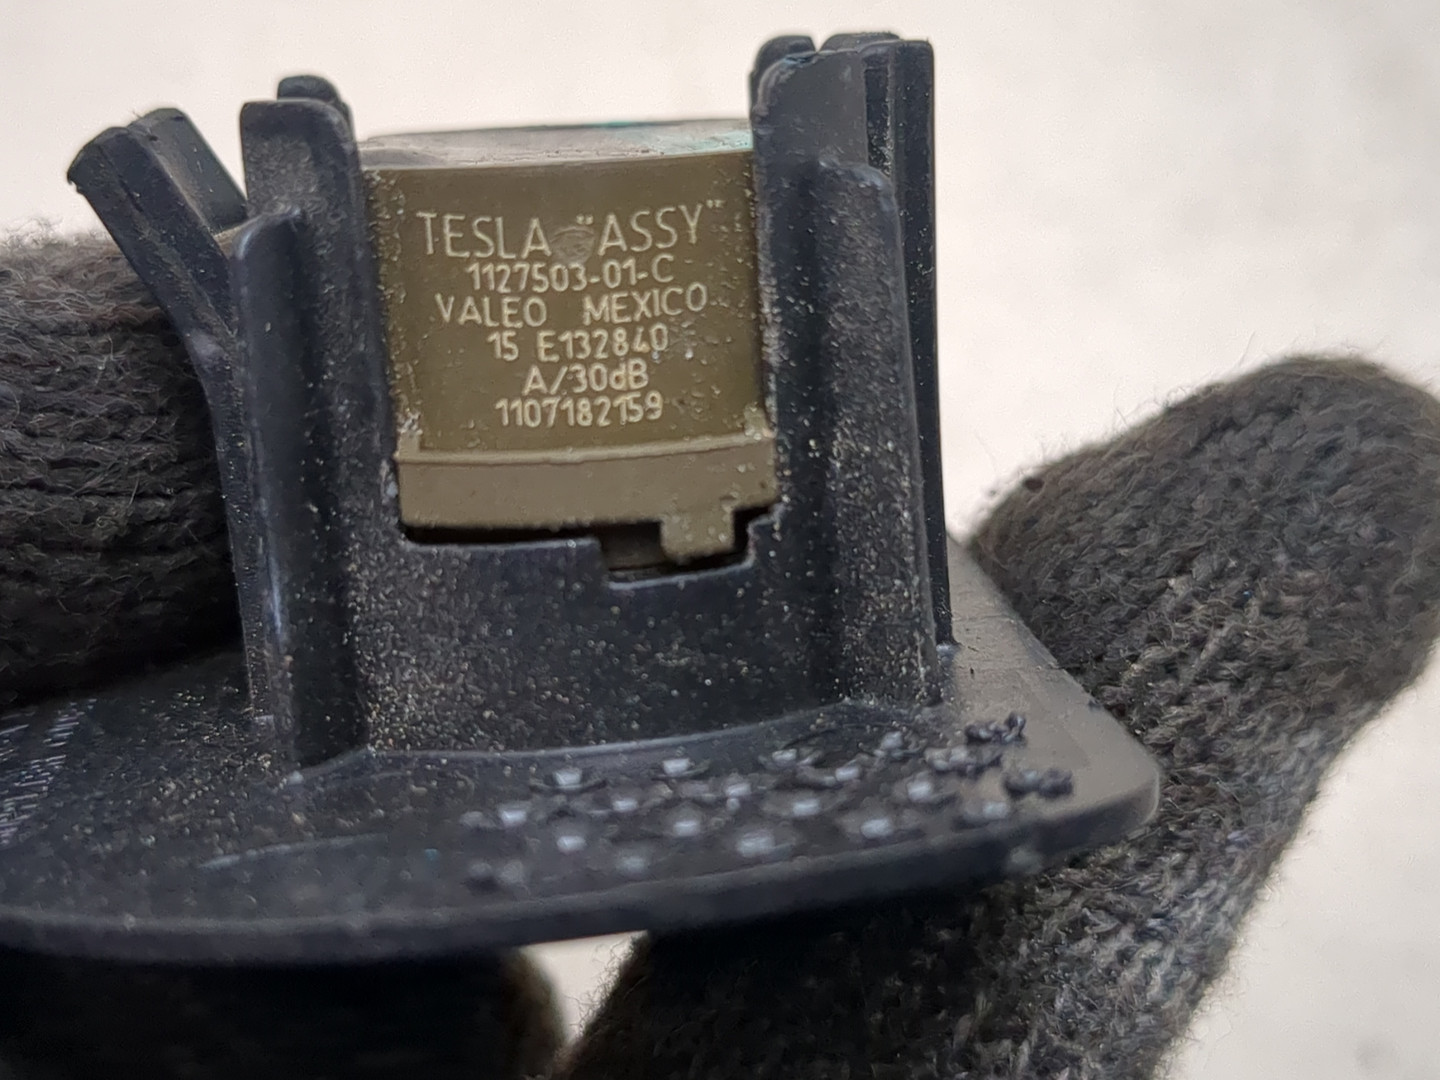 TESLA "ASSY"
1127503-01-C
VALEO MEXICO
15 E132840
A/30dB
1107182159